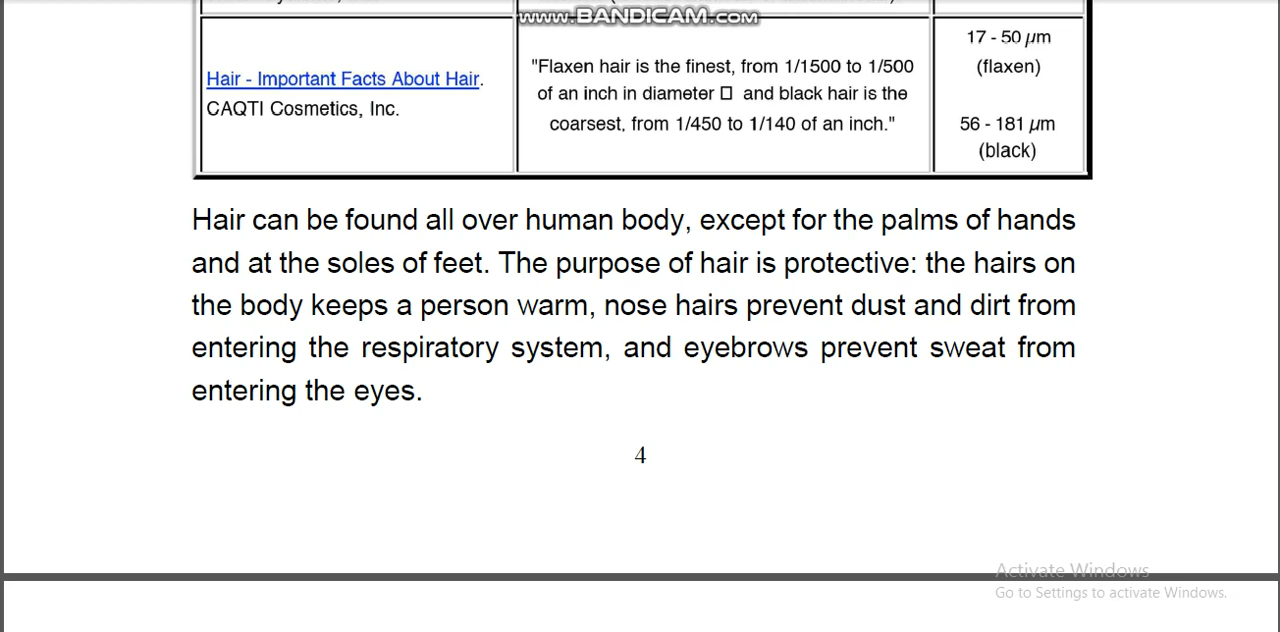 www.BANDICAM.com
17 - 50 µm
"Flaxen hair is the finest, from 1/1500 to 1/500
(flaxen)
Hair - Important Facts About Hair.
of an inch in diameter □ and black hair is the
CAQTI Cosmetics, Inc.
coarsest, from 1/450 to 1/140 of an inch."
56 - 181 µm
(black)
Hair can be found all over human body, except for the palms of hands
and at the soles of feet. The purpose of hair is protective: the hairs on
the body keeps a person warm, nose hairs prevent dust and dirt from
entering the respiratory system, and eyebrows prevent sweat from
entering the eyes.
4
Activate Windows
Go to Settings to activate Windows.